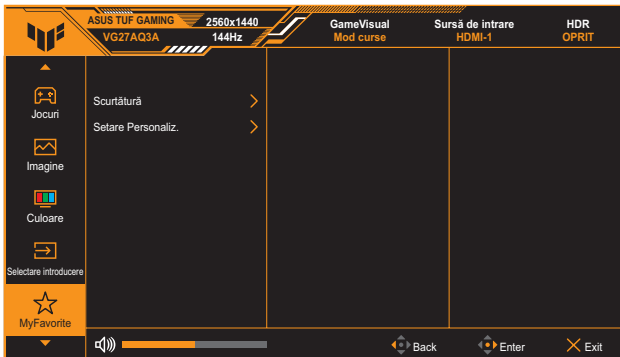 ASUS TUF GAMING 2560x1440
VG27AQ3A 144Hz
GameVisual
Mod curse
Sursă de intrare
HDMI-1
HDR
OPRIT
Jocuri
Imagine
Culoare
Selectare introducere
MyFavorite
Scurtătură
Setare Personaliz.
Back
Enter
Exit